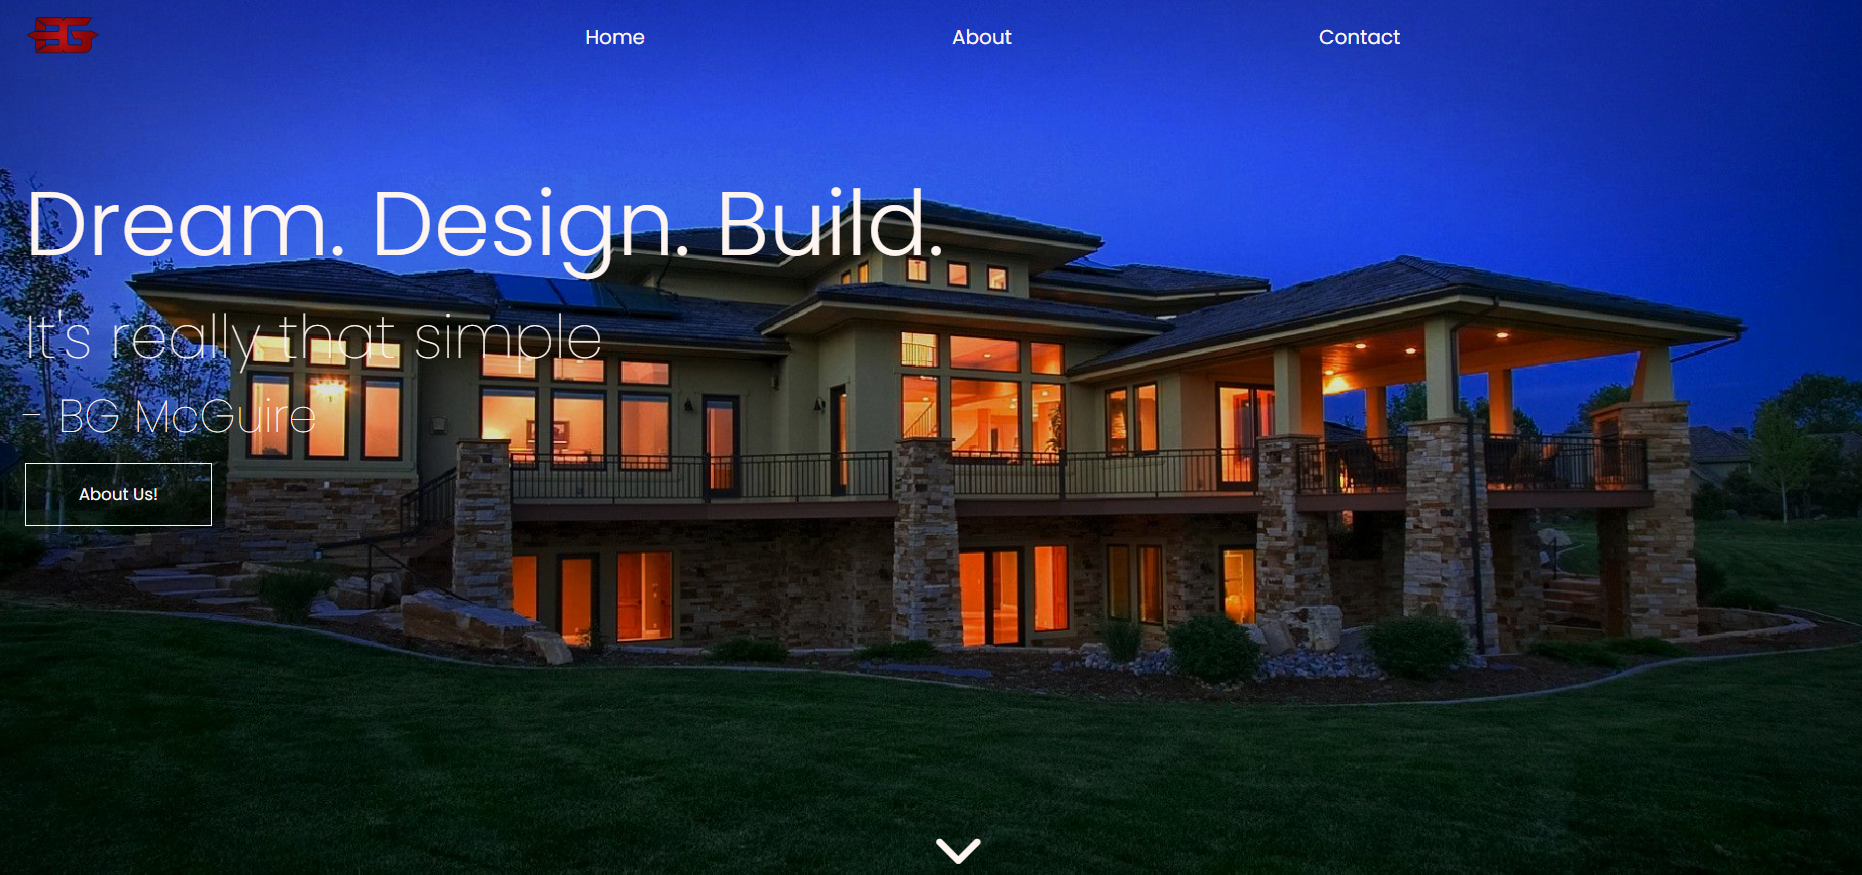 BG
Home
About
Contact
Dream. Design. Build.
It's really that simple
- BG McGuire
About Us!